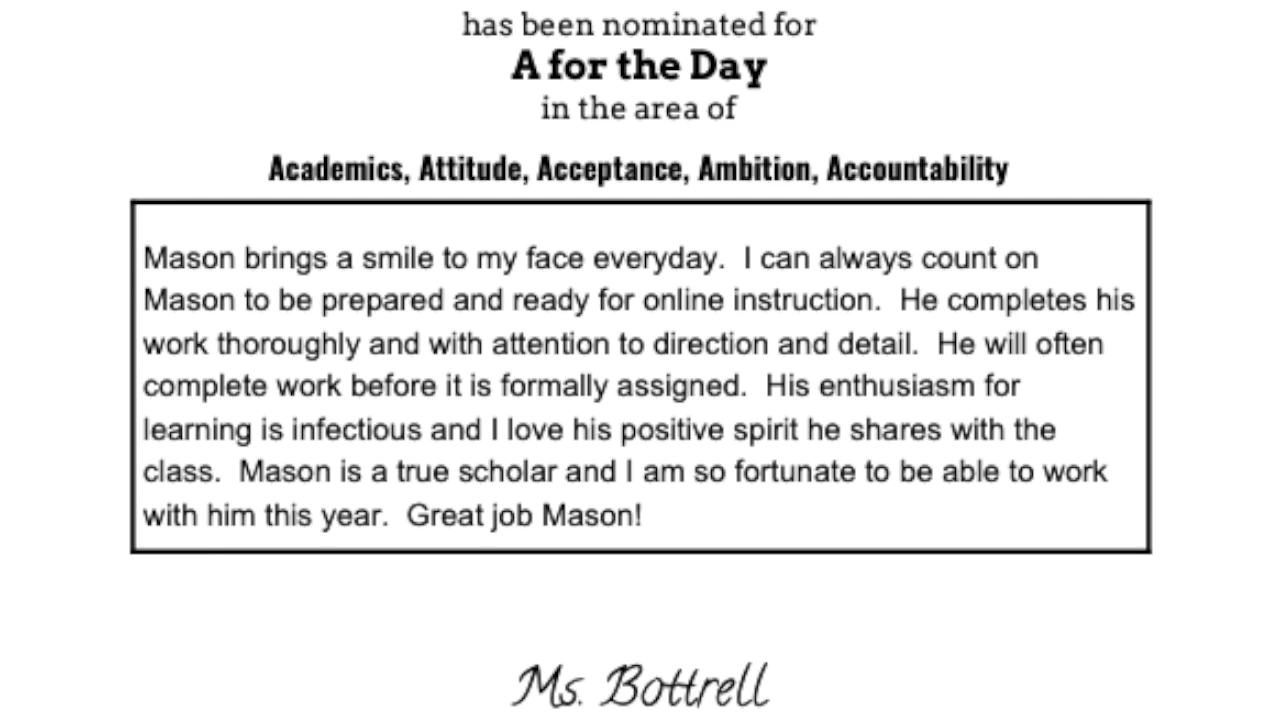 has been nominated for
A for the Day
in the area of
Academics, Attitude, Acceptance, Ambition, Accountability
Mason brings a smile to my face everyday.  I can always count on
Mason to be prepared and ready for online instruction.  He completes his
work thoroughly and with attention to direction and detail.  He will often
complete work before it is formally assigned.  His enthusiasm for
learning is infectious and I love his positive spirit he shares with the
class.  Mason is a true scholar and I am so fortunate to be able to work
with him this year.  Great job Mason!
Ms. Bottrell